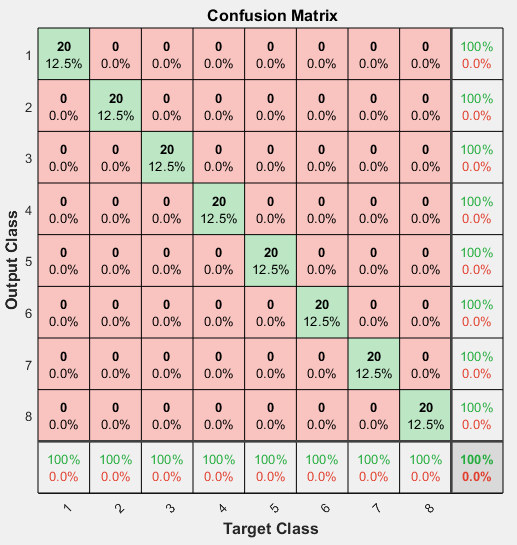 Confusion Matrix
1 20 0 0 0 0 0 0 0 100%
12.5% 0.0% 0.0% 0.0% 0.0% 0.0% 0.0% 0.0% 0.0%
2 0 20 0 0 0 0 0 0 100%
0.0% 12.5% 0.0% 0.0% 0.0% 0.0% 0.0% 0.0% 0.0%
3 0 0 20 0 0 0 0 0 100%
0.0% 0.0% 12.5% 0.0% 0.0% 0.0% 0.0% 0.0% 0.0%
4 0 0 0 20 0 0 0 0 100%
0.0% 0.0% 0.0% 12.5% 0.0% 0.0% 0.0% 0.0% 0.0%
5 0 0 0 0 20 0 0 0 100%
0.0% 0.0% 0.0% 0.0% 12.5% 0.0% 0.0% 0.0% 0.0%
6 0 0 0 0 0 20 0 0 100%
0.0% 0.0% 0.0% 0.0% 0.0% 12.5% 0.0% 0.0% 0.0%
7 0 0 0 0 0 0 20 0 100%
0.0% 0.0% 0.0% 0.0% 0.0% 0.0% 12.5% 0.0% 0.0%
8 0 0 0 0 0 0 0 20 100%
0.0% 0.0% 0.0% 0.0% 0.0% 0.0% 0.0% 12.5% 0.0%
100% 100% 100% 100% 100% 100% 100% 100% 100%
0.0% 0.0% 0.0% 0.0% 0.0% 0.0% 0.0% 0.0% 0.0%
1 2 3 4 5 6 7 8
Target Class
Output Class